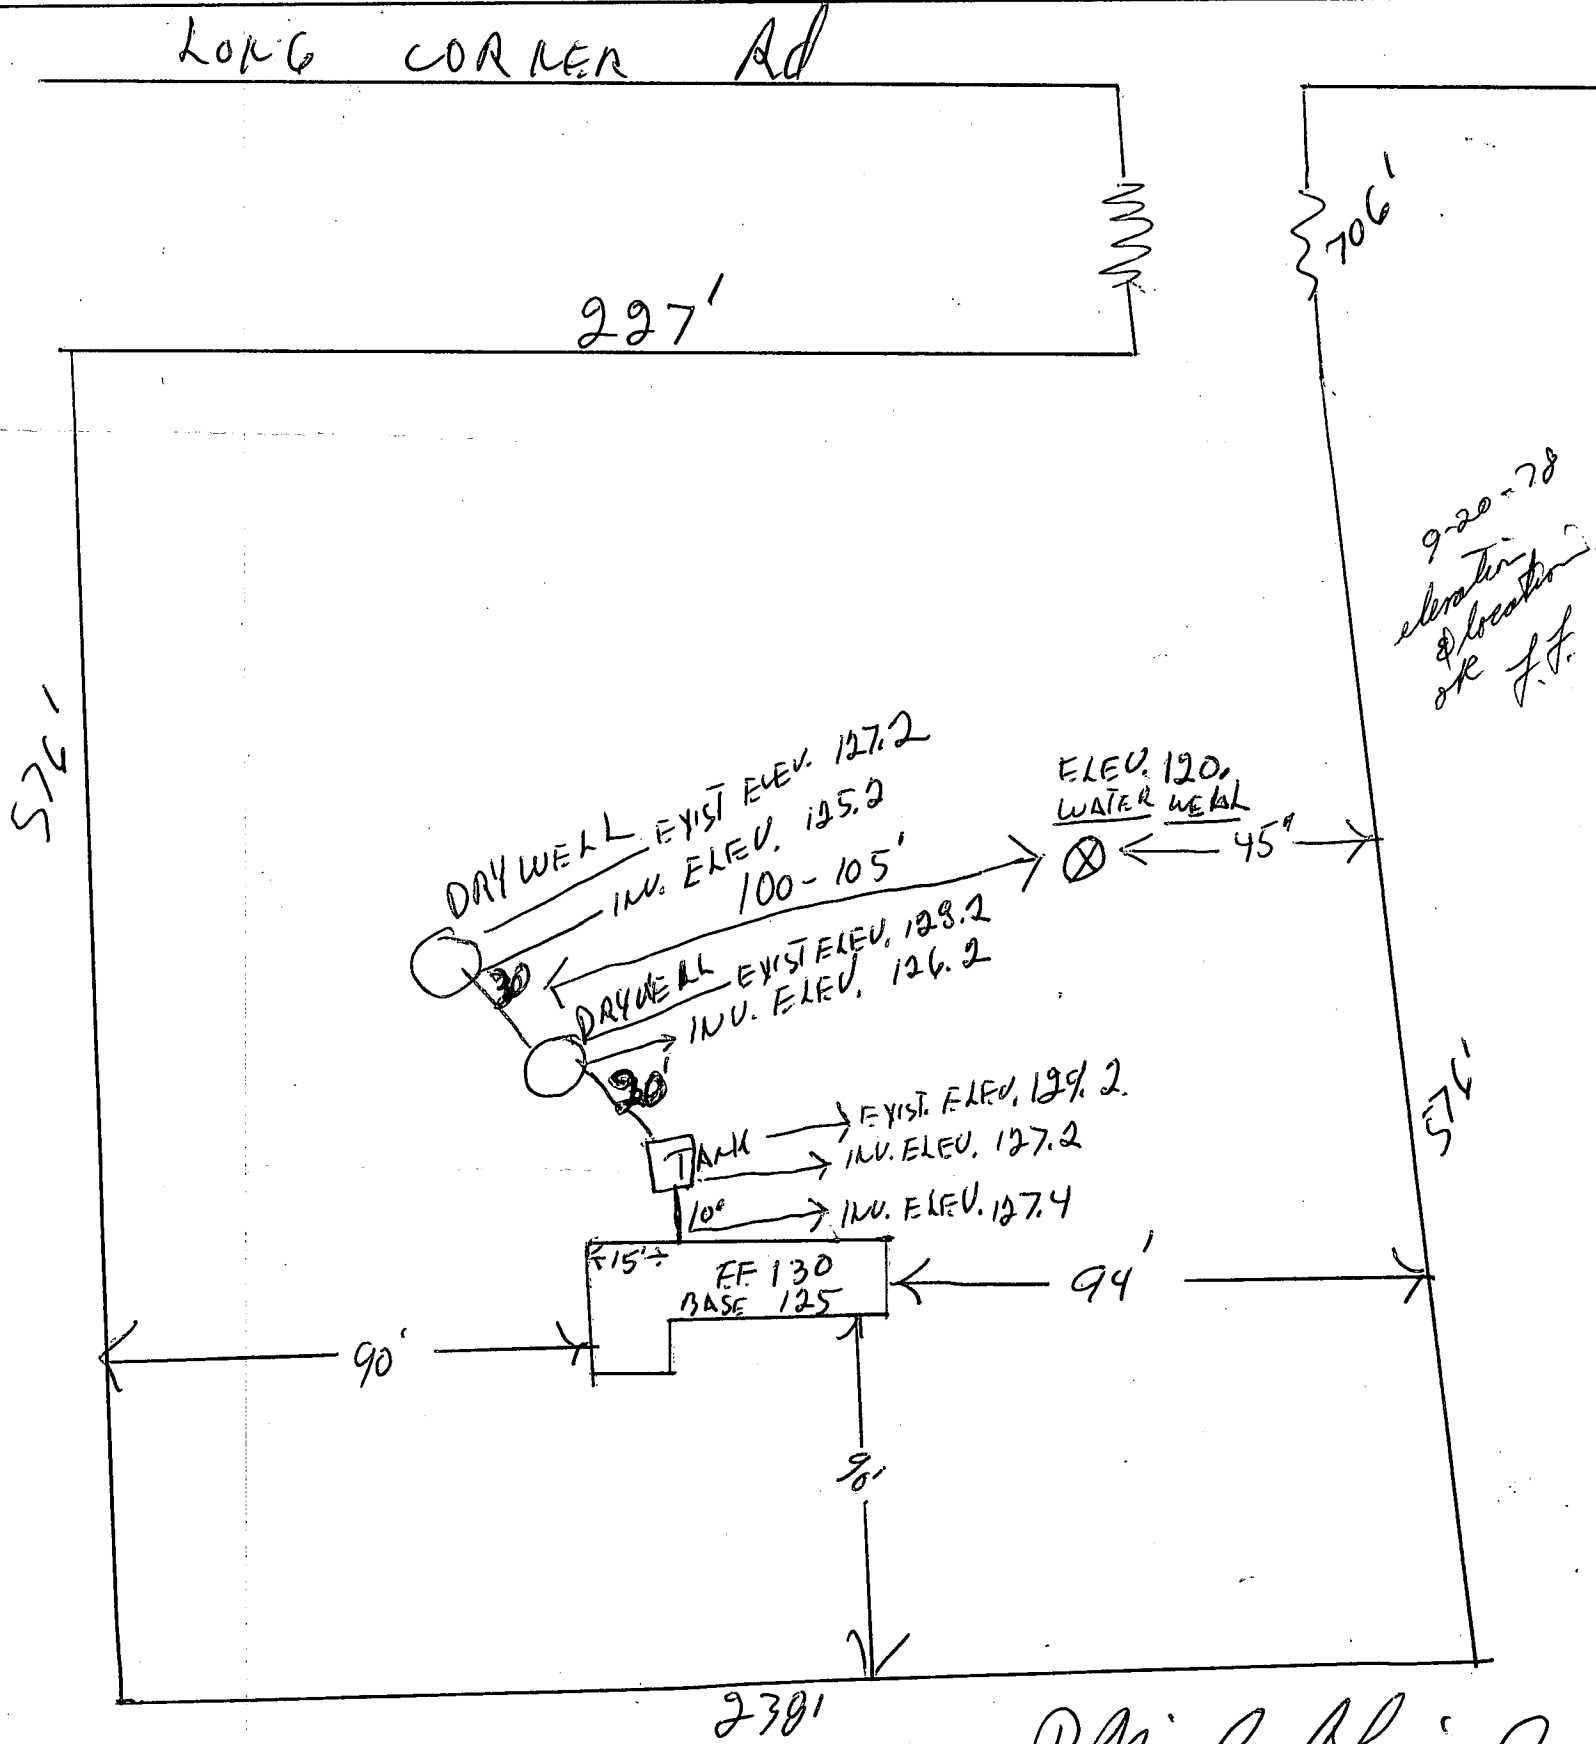 LONG CORNER Rd
706'
227'
9-20-78
elevation
& location
ok J.J.
576'
DRYWELL EXIST ELEV. 127.2
INV. ELEV. 125.2
ELEV. 120.
WATER WELL
45'
100-105'
30
DRYWELL EXIST ELEV. 128.2
INV. ELEV. 126.2
30'
576'
TANK EXIST. ELEV. 129.2
INV. ELEV. 127.2
10' INV. ELEV. 127.4
15'
FF 130
BASE 125
94'
90'
90'
238'